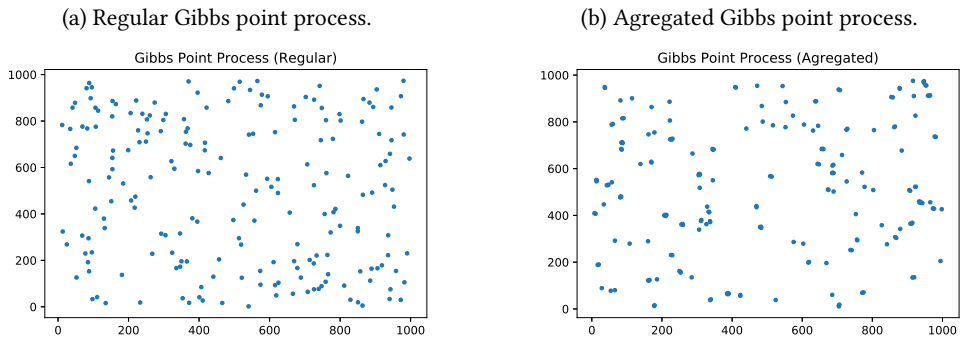 (a) Regular Gibbs point process.
(b) Agregated Gibbs point process.
Gibbs Point Process (Regular)
1000
800
600
400
200
0
0 200 400 600 800 1000
Gibbs Point Process (Agregated)
1000
800
600
400
200
0
0 200 400 600 800 1000